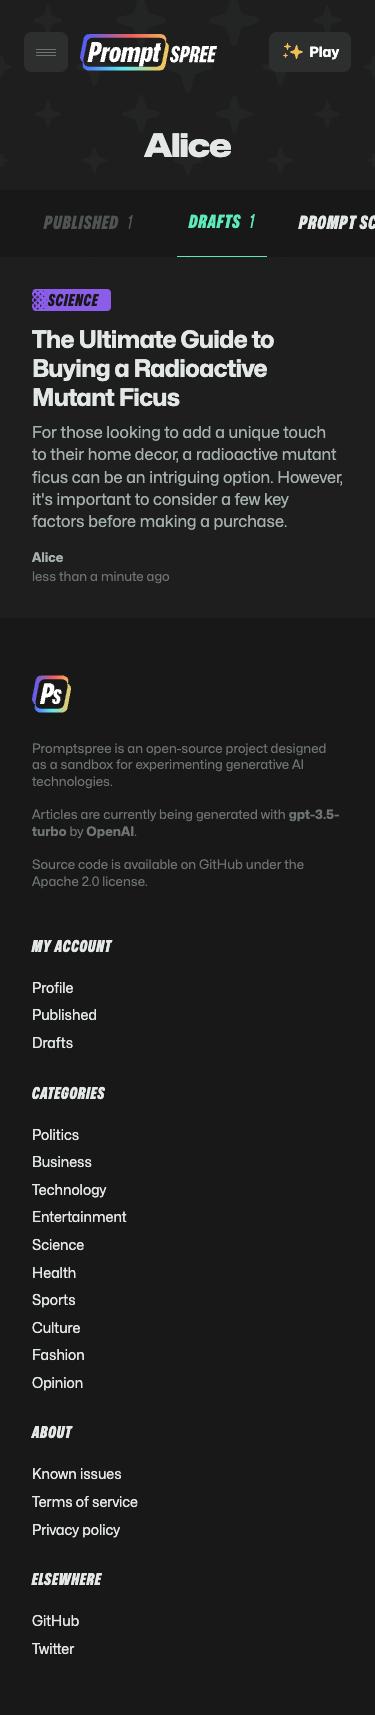 Prompt SPREE
Play
Alice
PUBLISHED 1
DRAFTS 1
PROMPT SC
SCIENCE
The Ultimate Guide to
Buying a Radioactive
Mutant Ficus
For those looking to add a unique touch
to their home decor, a radioactive mutant
ficus can be an intriguing option. However,
it's important to consider a few key
factors before making a purchase.
Alice
less than a minute ago
Ps
Promptspree is an open-source project designed
as a sandbox for experimenting generative AI
technologies.
Articles are currently being generated with gpt-3.5-
turbo by OpenAI.
Source code is available on GitHub under the
Apache 2.0 license.
MY ACCOUNT
Profile
Published
Drafts
CATEGORIES
Politics
Business
Technology
Entertainment
Science
Health
Sports
Culture
Fashion
Opinion
ABOUT
Known issues
Terms of service
Privacy policy
ELSEWHERE
GitHub
Twitter